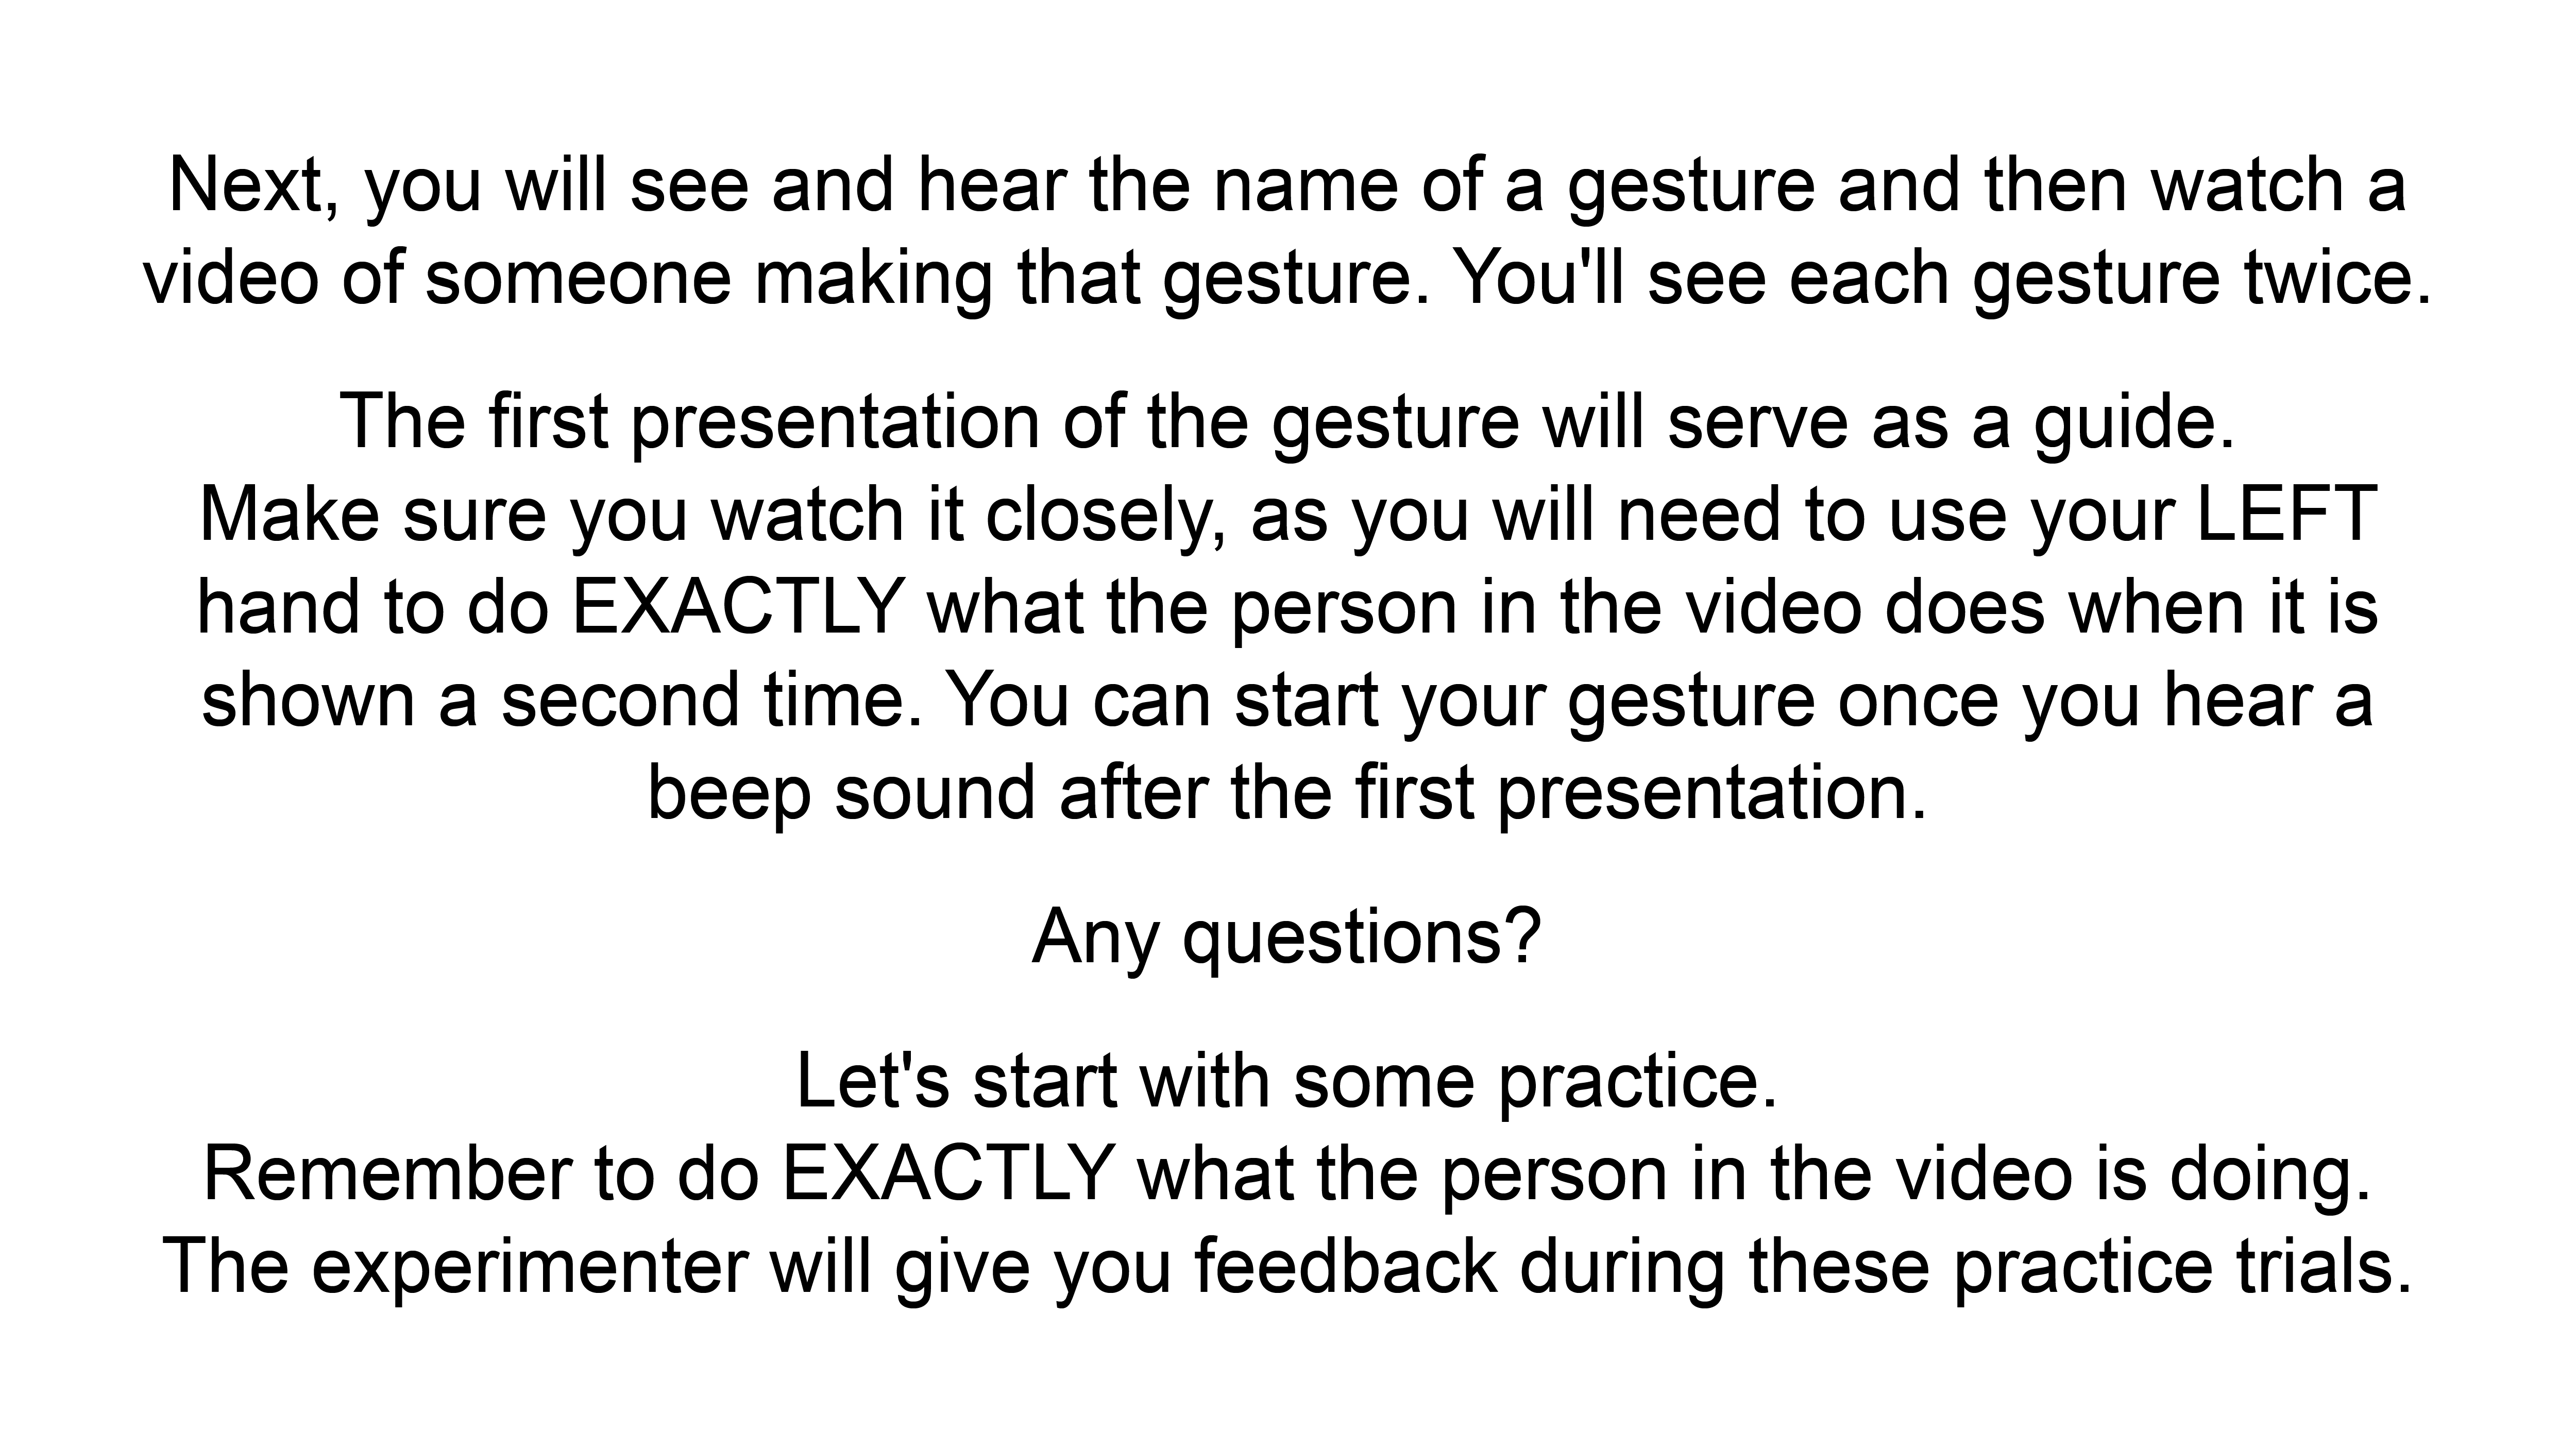 Next, you will see and hear the name of a gesture and then watch a
video of someone making that gesture. You'll see each gesture twice.
The first presentation of the gesture will serve as a guide.
Make sure you watch it closely, as you will need to use your LEFT
hand to do EXACTLY what the person in the video does when it is
shown a second time. You can start your gesture once you hear a
beep sound after the first presentation.
Any questions?
Let's start with some practice.
Remember to do EXACTLY what the person in the video is doing.
The experimenter will give you feedback during these practice trials.